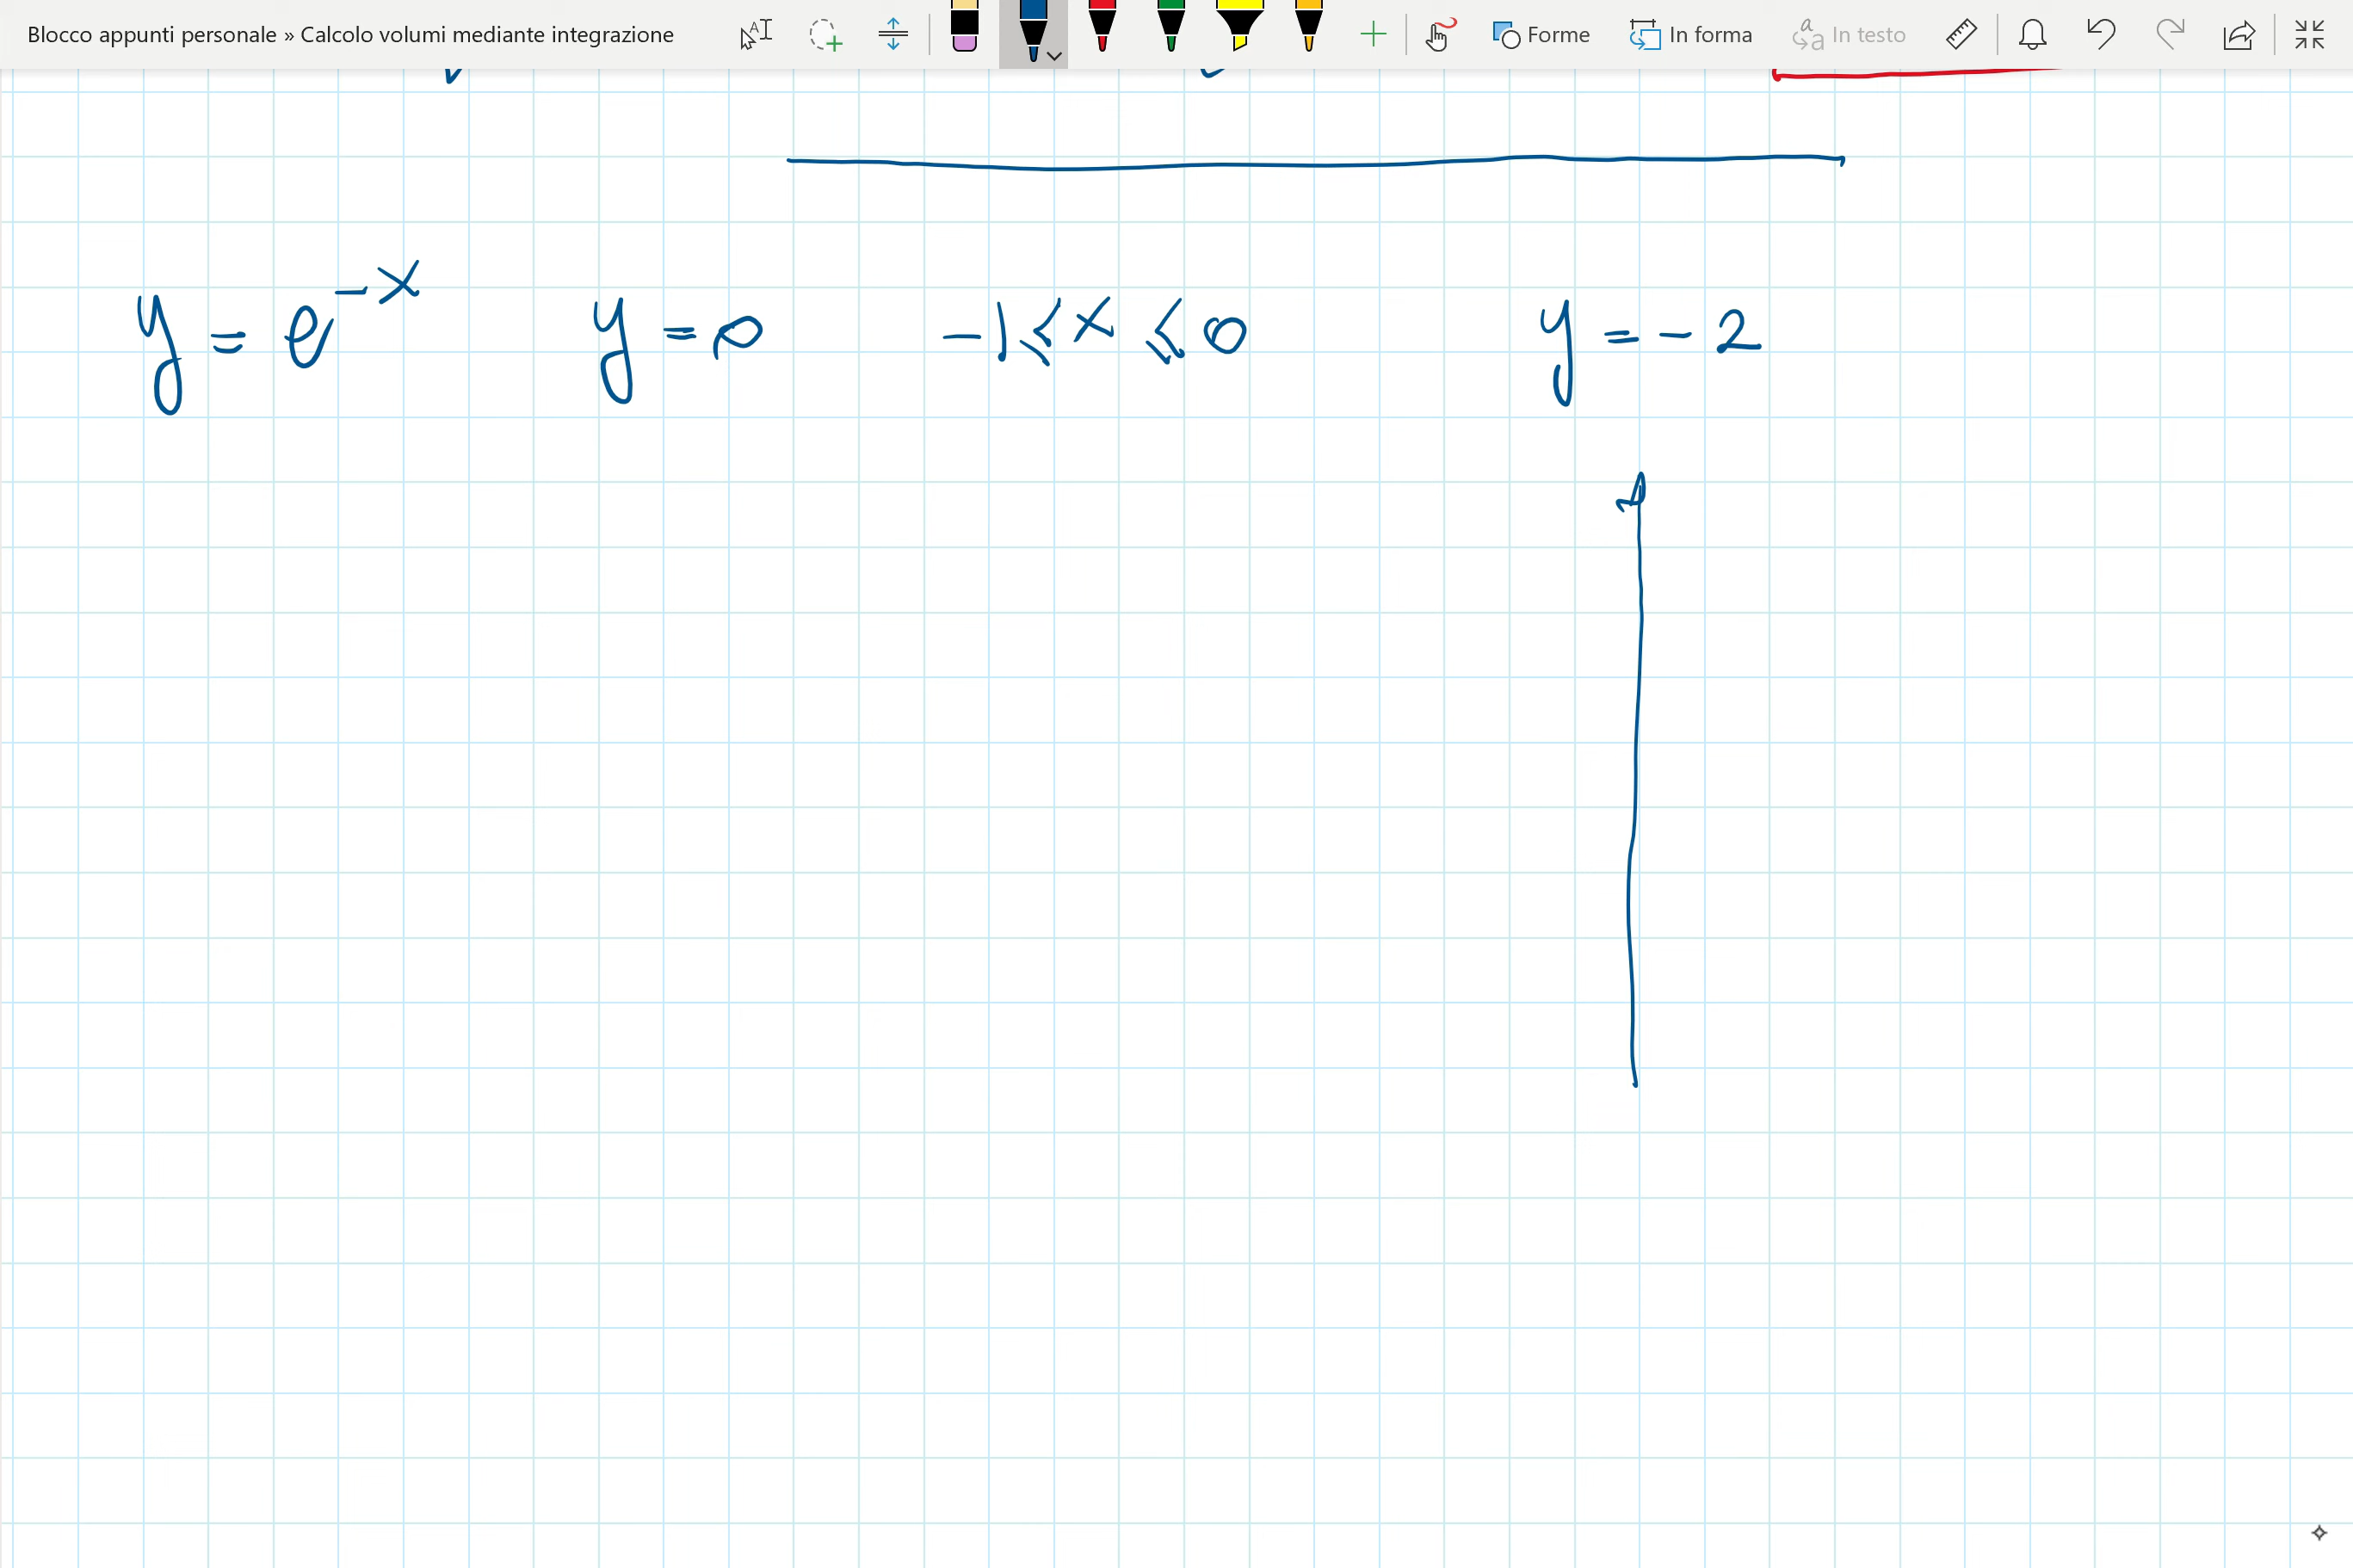 Blocco appunti personale » Calcolo volumi mediante integrazione Forme In forma In testo
y = e^{-x} y = 0 -1 ≤ x ≤ 0 y = -2